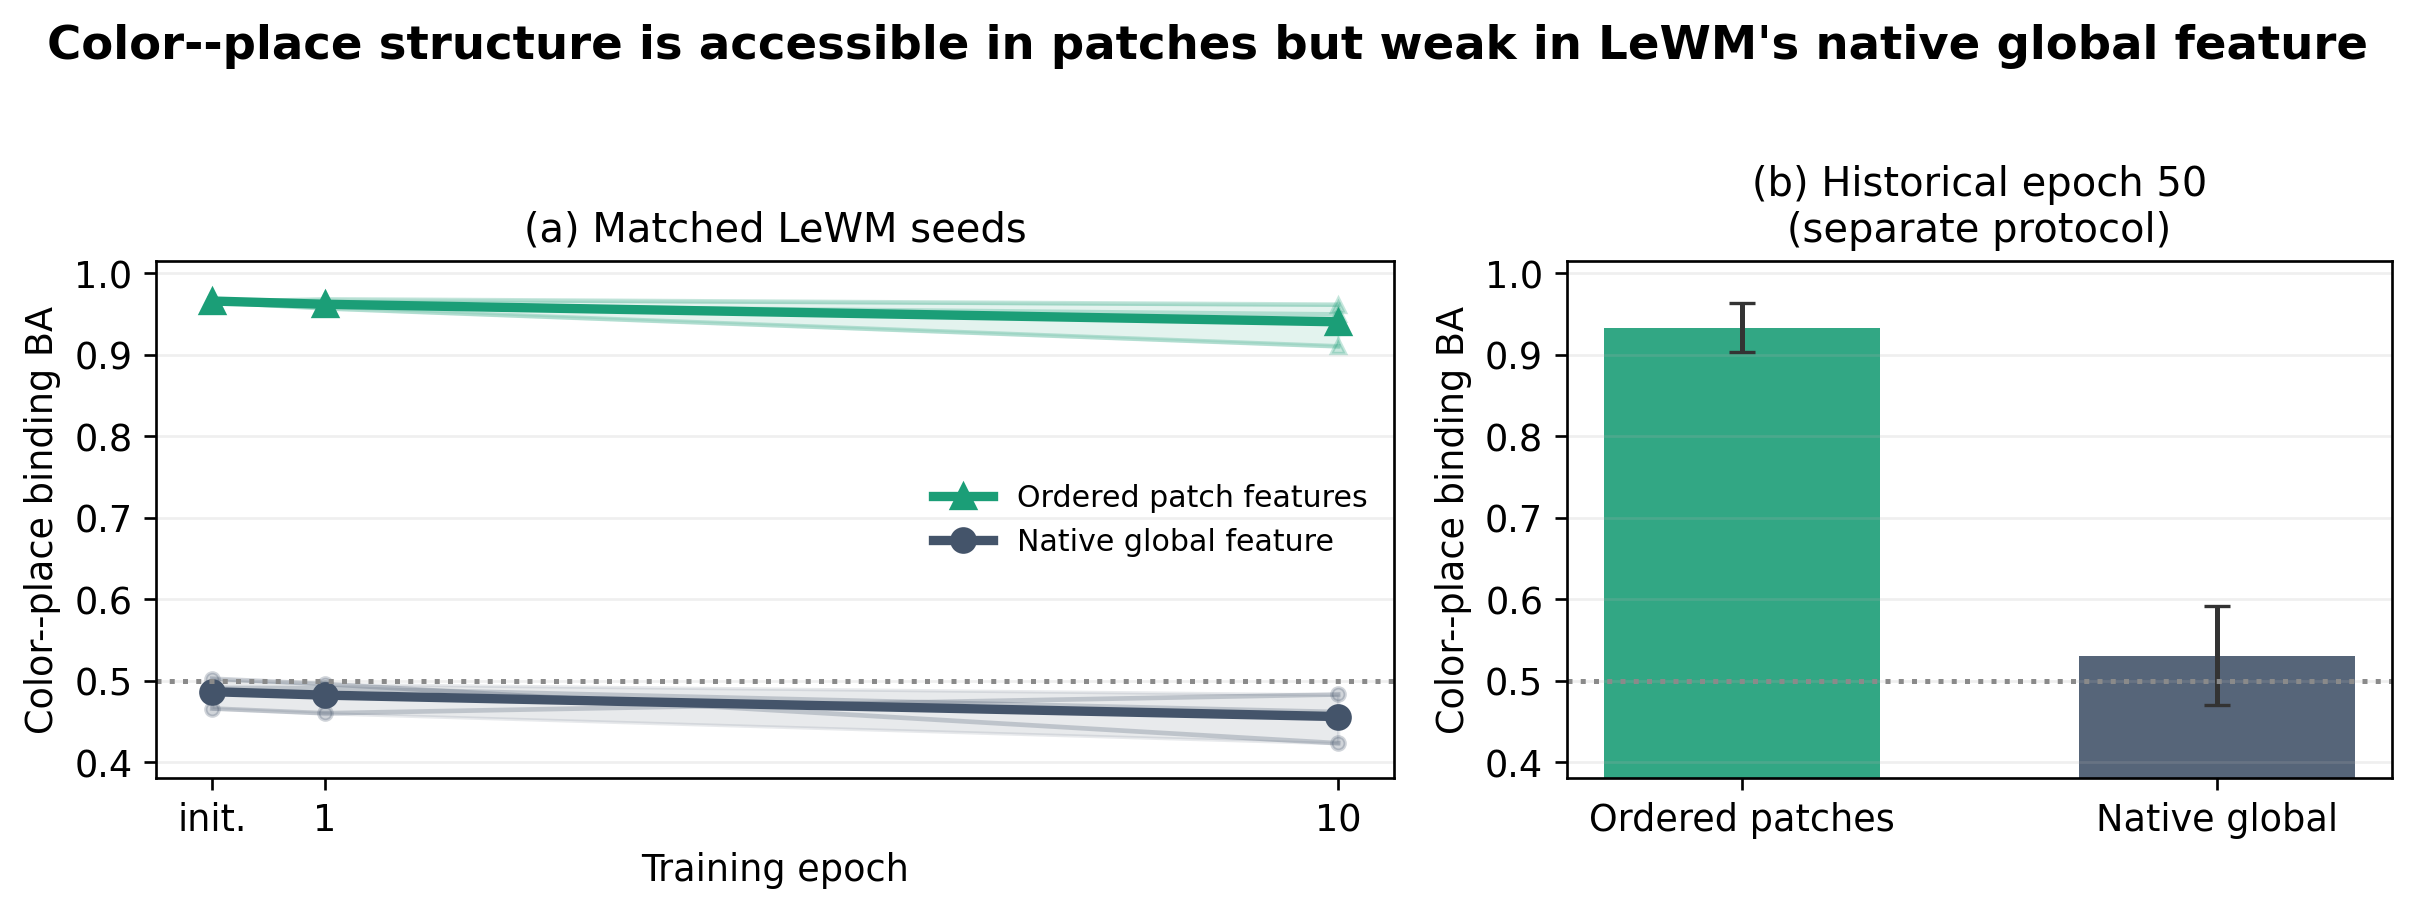 Color--place structure is accessible in patches but weak in LeWM's native global feature
(a) Matched LeWM seeds
Color--place binding BA
1.0
0.9
0.8
0.7
0.6
0.5
0.4
Ordered patch features
Native global feature
init.
1
10
Training epoch
(b) Historical epoch 50
(separate protocol)
Color--place binding BA
1.0
0.9
0.8
0.7
0.6
0.5
0.4
Ordered patches
Native global